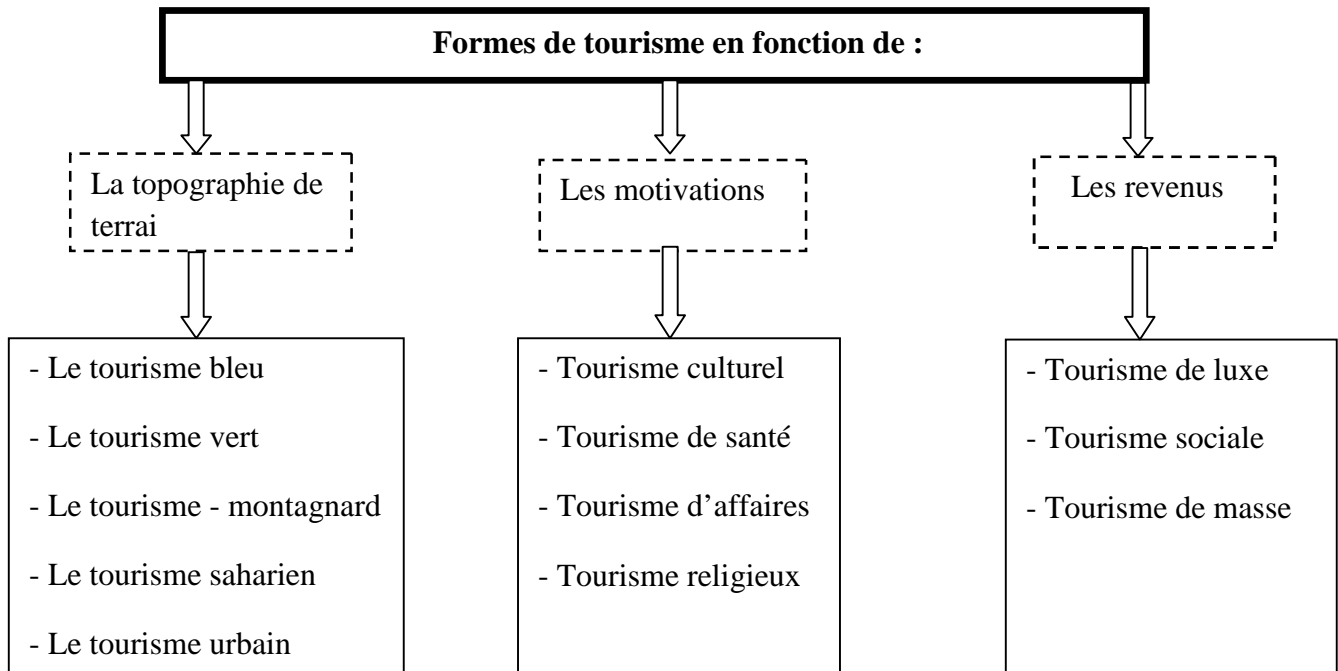 Formes de tourisme en fonction de :
La topographie de
terrai
Les motivations
Les revenus
- Le tourisme bleu
- Le tourisme vert
- Le tourisme - montagnard
- Le tourisme saharien
- Le tourisme urbain
- Tourisme culturel
- Tourisme de santé
- Tourisme d’affaires
- Tourisme religieux
- Tourisme de luxe
- Tourisme sociale
- Tourisme de masse